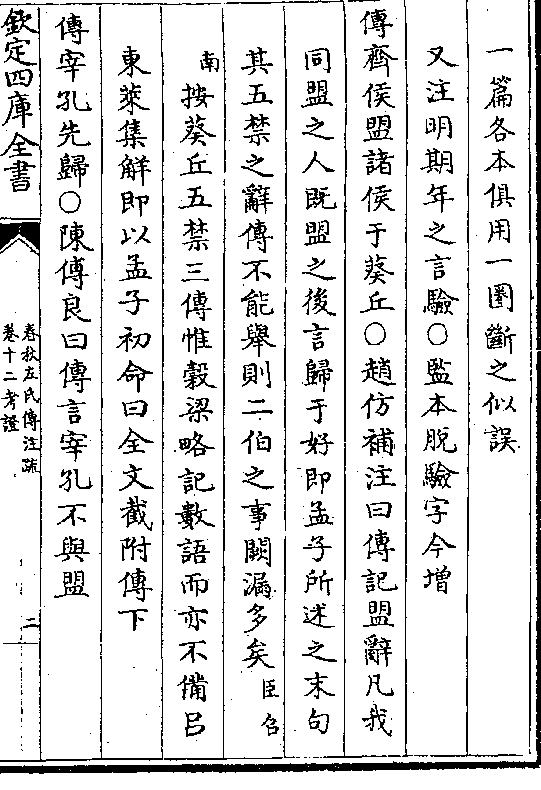 一篇各本俱用一圏斷之似誤
又注明期年之言驗○監本脱驗字今増
傳齊侯盟諸侯于葵丘○趙仿補注曰傳記盟辭凡我
同盟之人既盟之後言歸于好即孟子所述之末句
其五禁之辭傳不能舉則二伯之事闕漏多矣臣召
南按葵丘五禁三傳惟榖梁略記數語而亦不備吕
東萊集解即以孟子初命曰全文截附傳下
傳宰孔先歸○陳傅良曰傳言宰孔不與盟
欽定四庫全書
春秋左氏傳注疏
卷十二考證
二